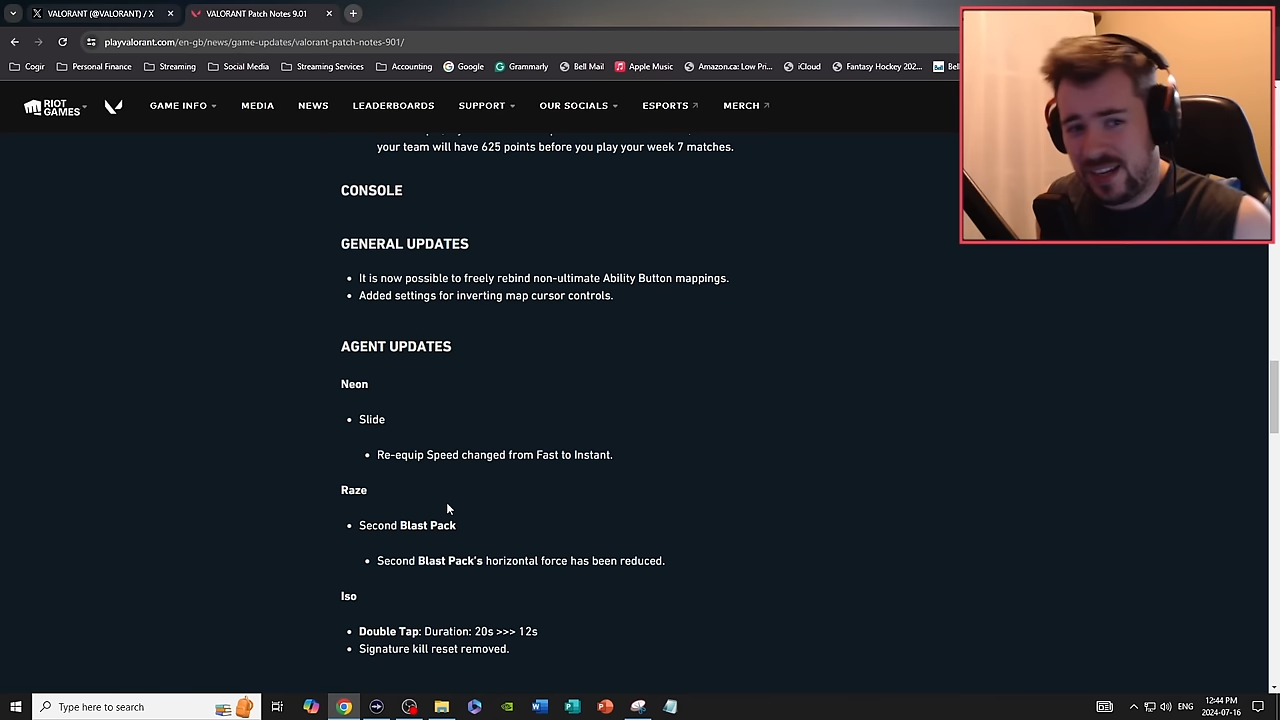 VALORANT (@VALORANT) / X
VALORANT Patch Notes 9.01
playvalorant.com/en-gb/news/game-updates/valorant-patch-notes-901/
Cogir
Personal Finance
Streaming
Social Media
Streaming Services
Accounting
Google
Grammarly
Bell Mail
Apple Music
Amazon.ca: Low Pri...
iCloud
Fantasy Hockey 202...
RIOT GAMES
GAME INFO
MEDIA
NEWS
LEADERBOARDS
SUPPORT
OUR SOCIALS
ESPORTS
MERCH
your team will have 625 points before you play your week 7 matches.
CONSOLE
GENERAL UPDATES
It is now possible to freely rebind non-ultimate Ability Button mappings.
Added settings for inverting map cursor controls.
AGENT UPDATES
Neon
Slide
Re-equip Speed changed from Fast to Instant.
Raze
Second Blast Pack
Second Blast Pack's horizontal force has been reduced.
Iso
Double Tap: Duration: 20s >>> 12s
Signature kill reset removed.
Type here to search
ENG
12:44 PM
2024-07-16